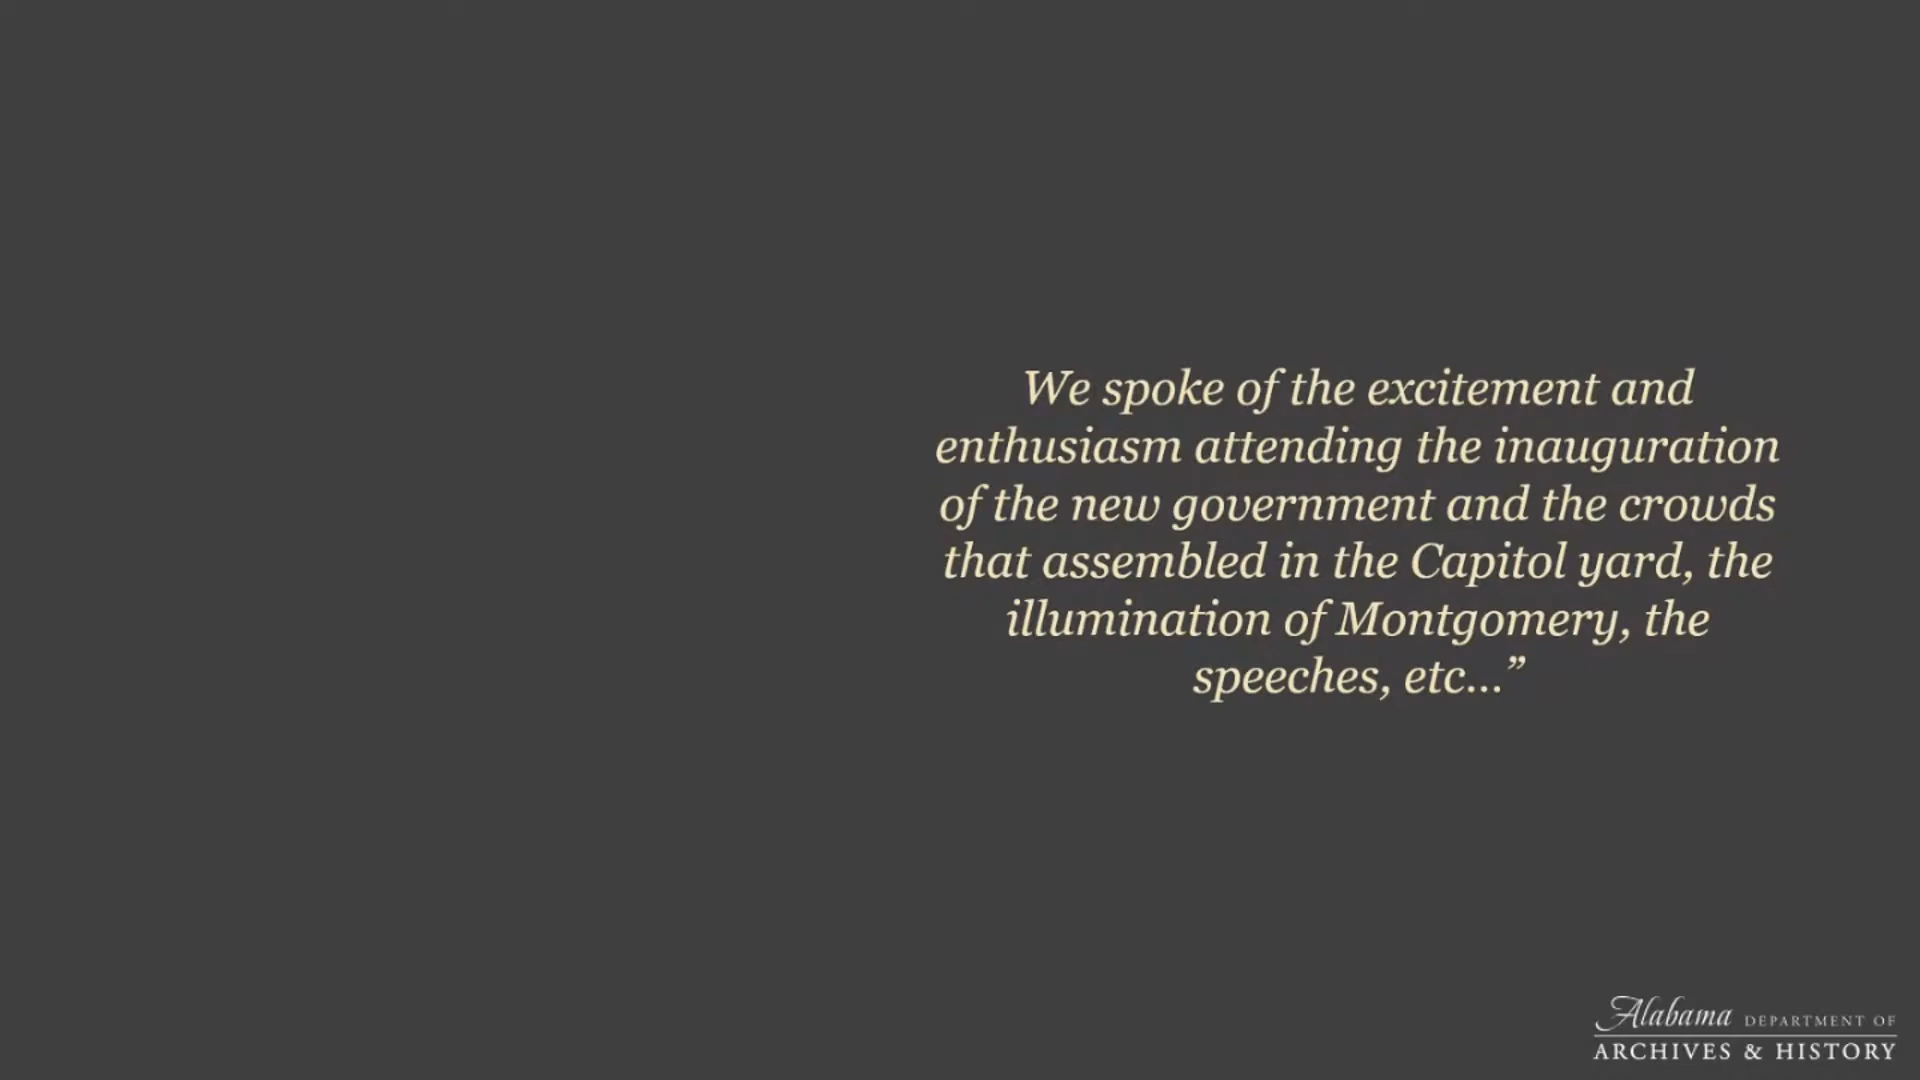 We spoke of the excitement and
enthusiasm attending the inauguration
of the new government and the crowds
that assembled in the Capitol yard, the
illumination of Montgomery, the
speeches, etc…”
Alabama DEPARTMENT OF
ARCHIVES & HISTORY